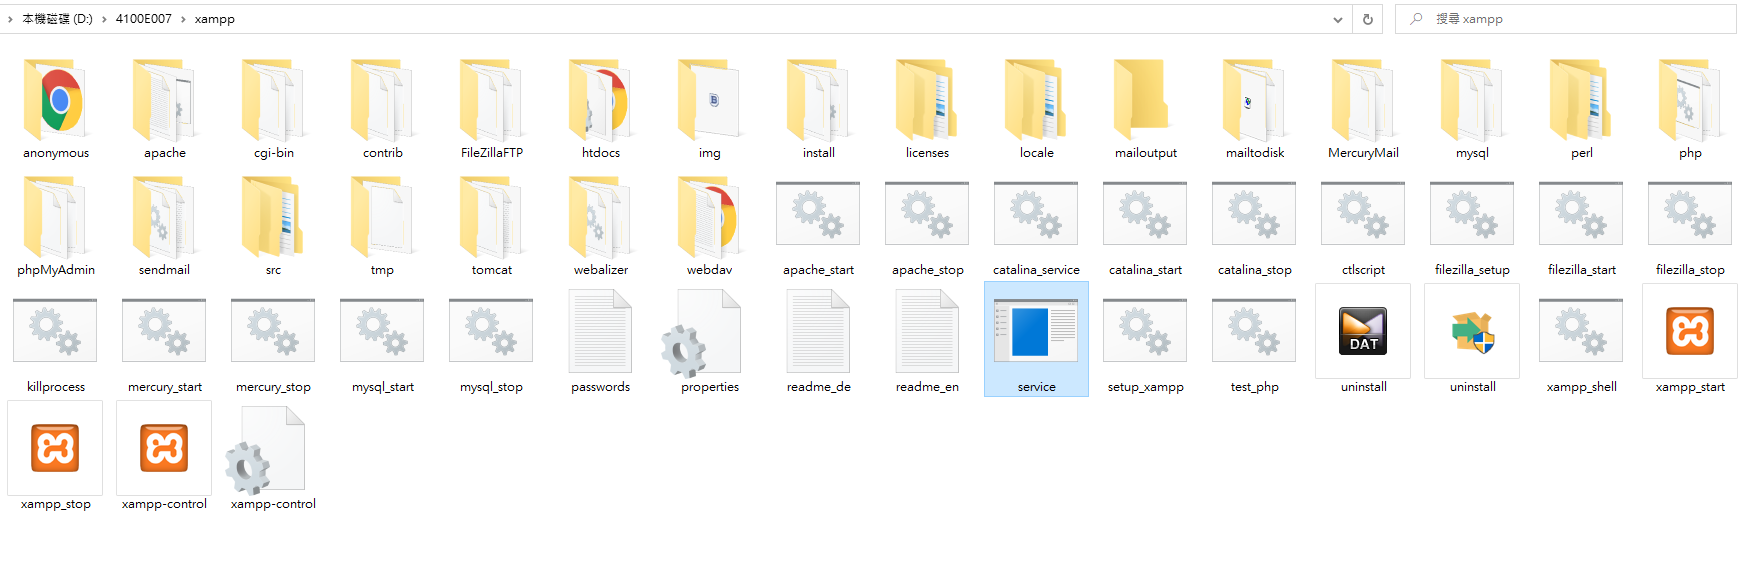 本機磁碟 (D:) › 4100E007 › xampp
搜尋 xampp
anonymous apache cgi-bin contrib FileZillaFTP htdocs img install licenses locale mailoutput mailtodisk MercuryMail mysql perl php
B
phpMyAdmin sendmail src tmp tomcat webalizer webdav apache_start apache_stop catalina_service catalina_start catalina_stop ctlscript filezilla_setup filezilla_start filezilla_stop
DAT
killprocess mercury_start mercury_stop mysql_start mysql_stop passwords properties readme_de readme_en service setup_xampp test_php uninstall uninstall xampp_shell xampp_start
xampp_stop xampp-control xampp-control